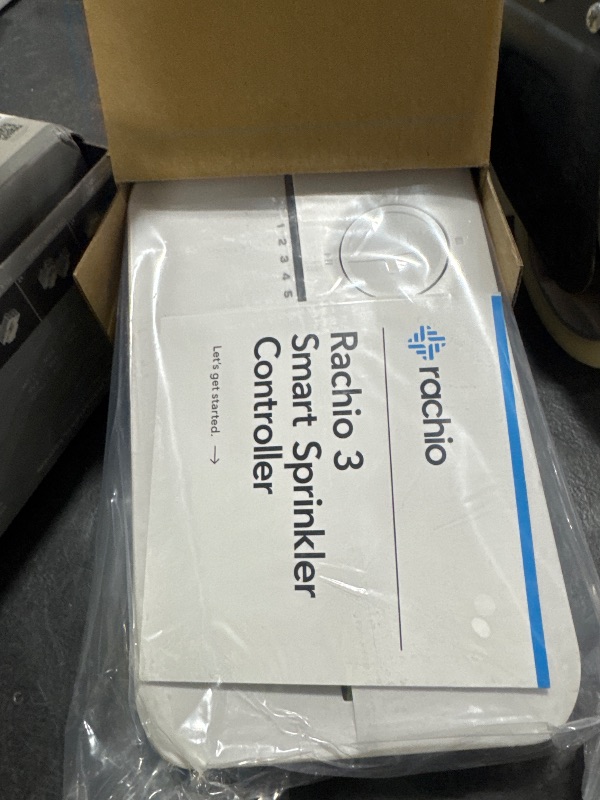 rachio
Rachio 3
Smart Sprinkler
Controller
Let's get started. →
1 2 3 4 5